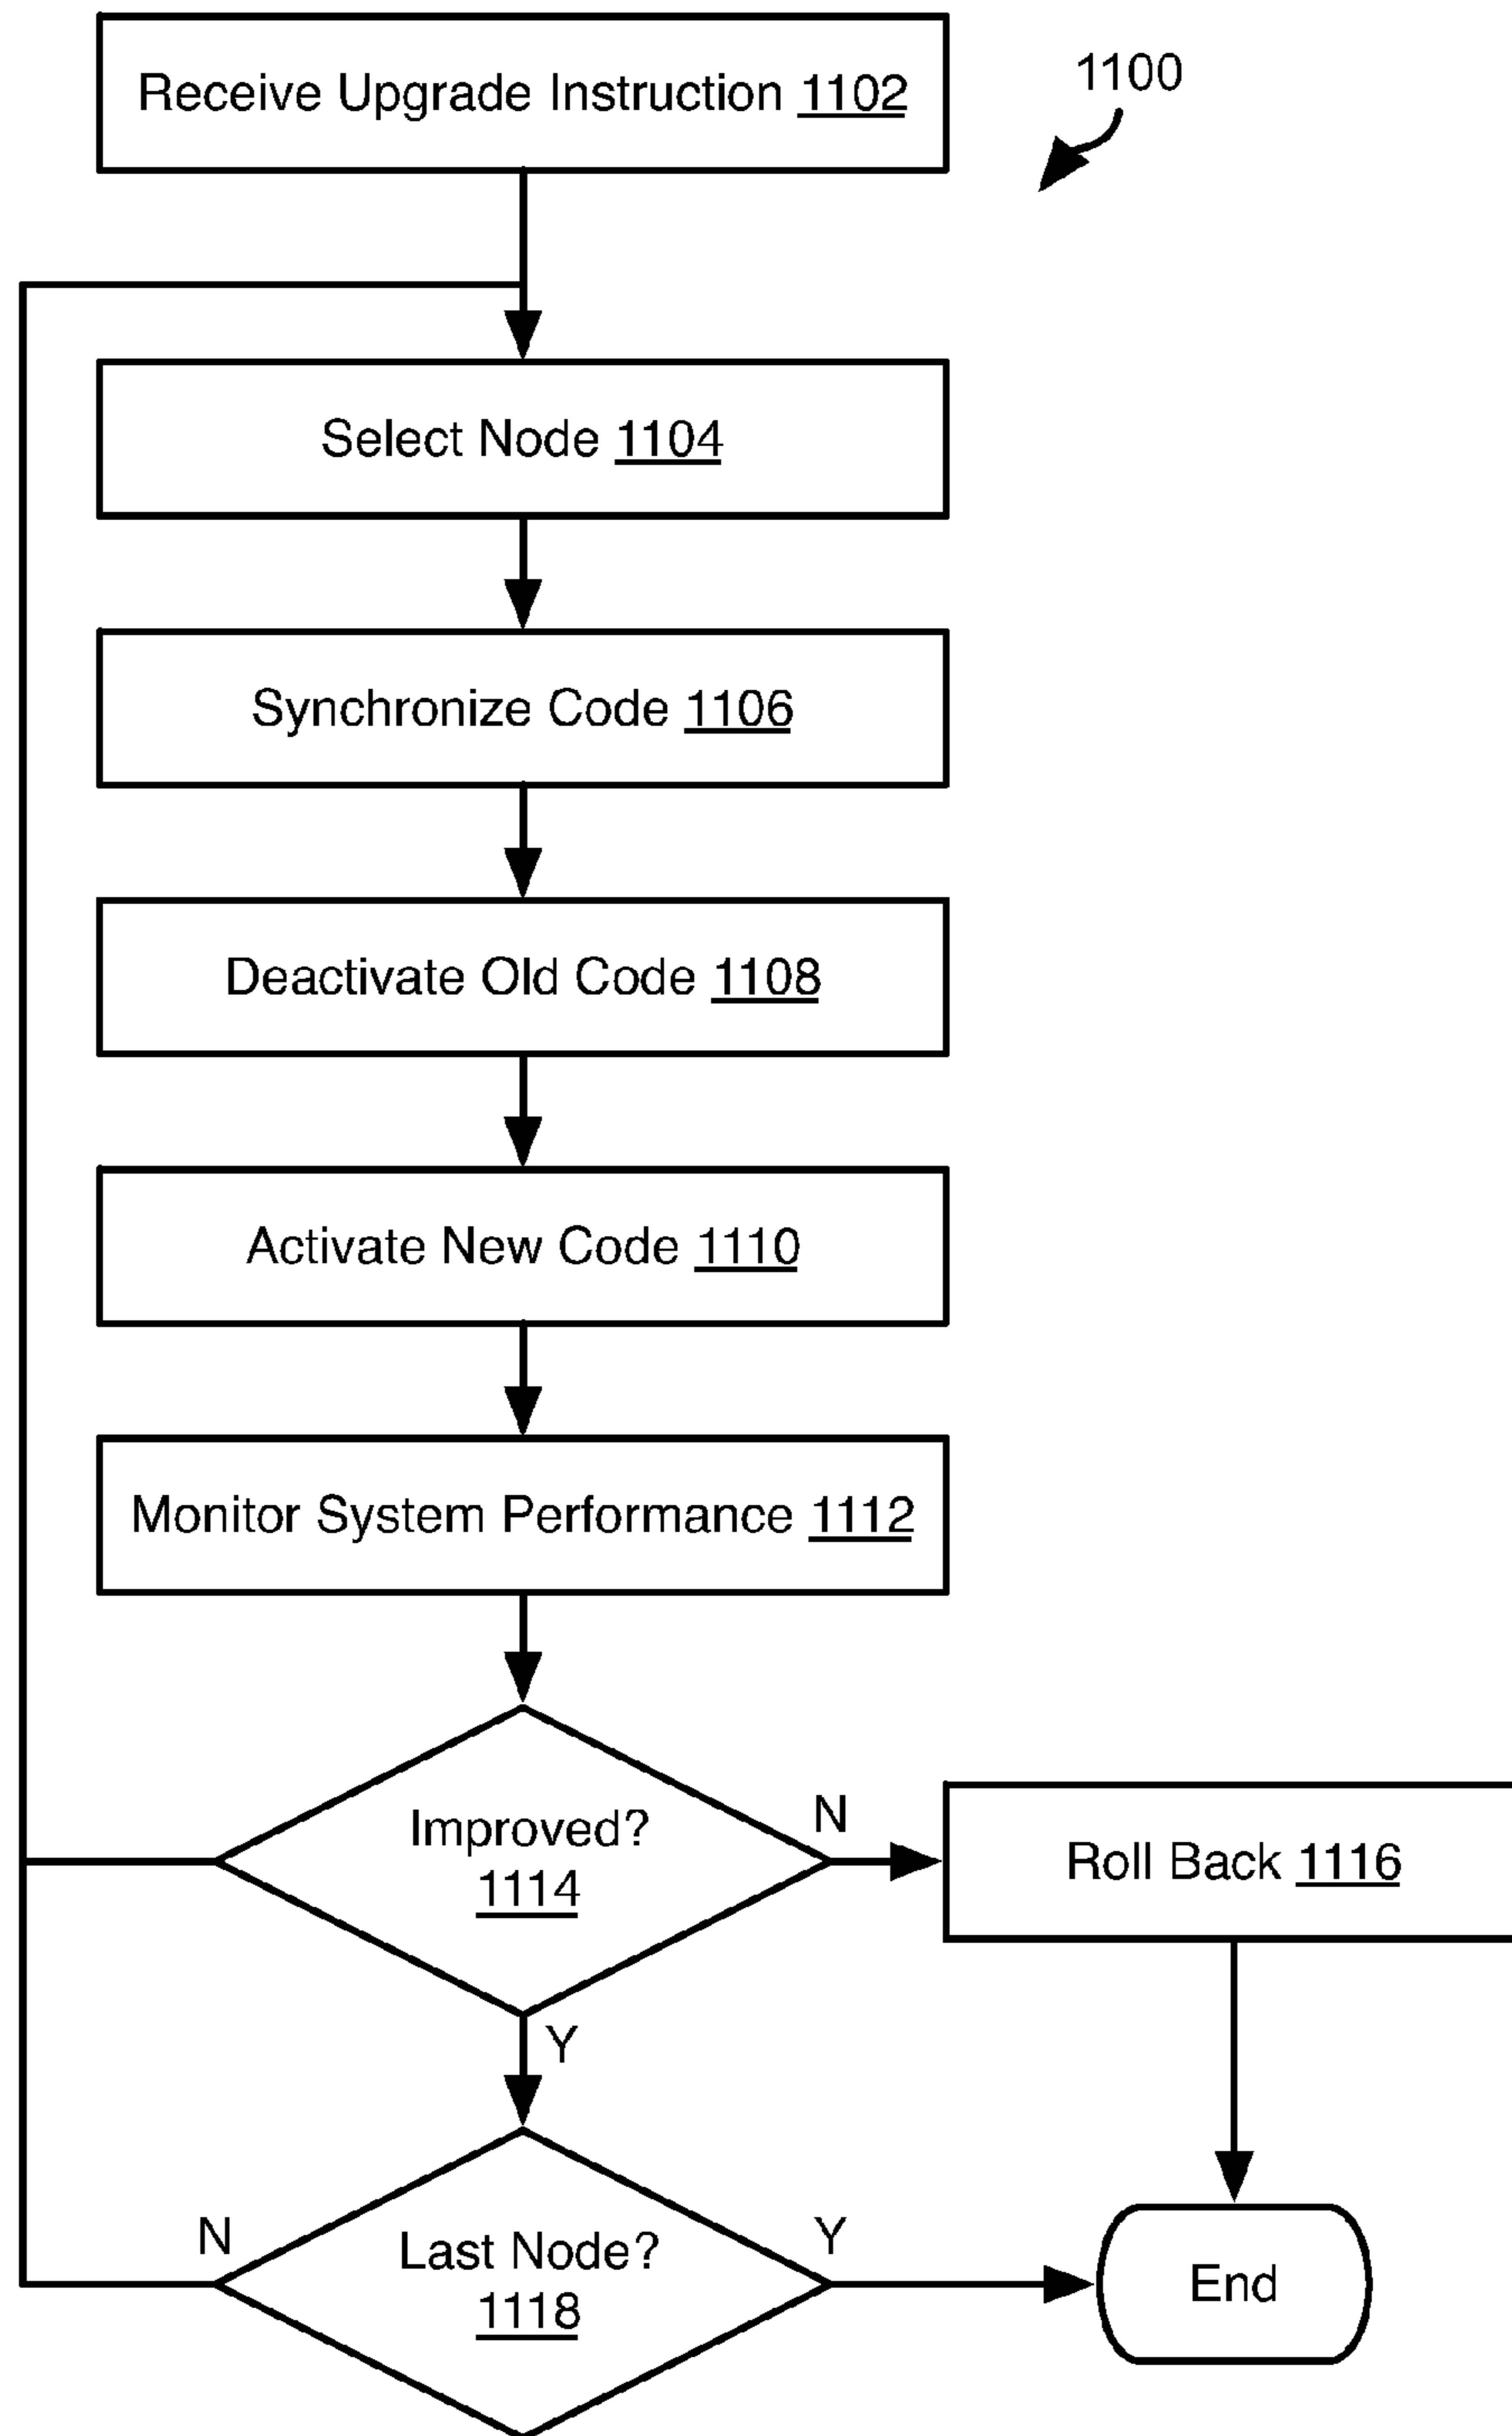 Receive Upgrade Instruction 1102
1100
Select Node 1104
Synchronize Code 1106
Deactivate Old Code 1108
Activate New Code 1110
Monitor System Performance 1112
Improved?
1114
N
Roll Back 1116
Y
N
Last Node?
1118
Y
End